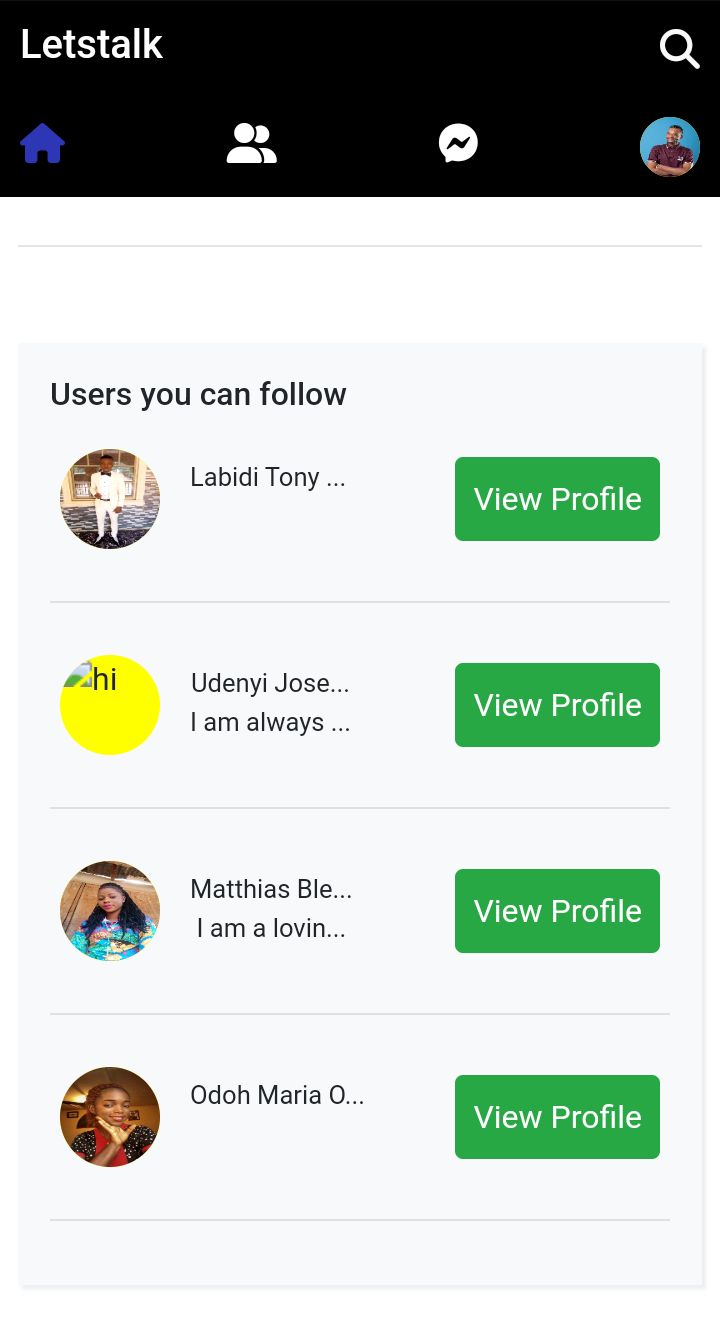 Letstalk
Users you can follow
Labidi Tony ...
View Profile
hi
Udenyi Jose...
I am always ...
View Profile
Matthias Ble...
I am a lovin...
View Profile
Odoh Maria O...
View Profile